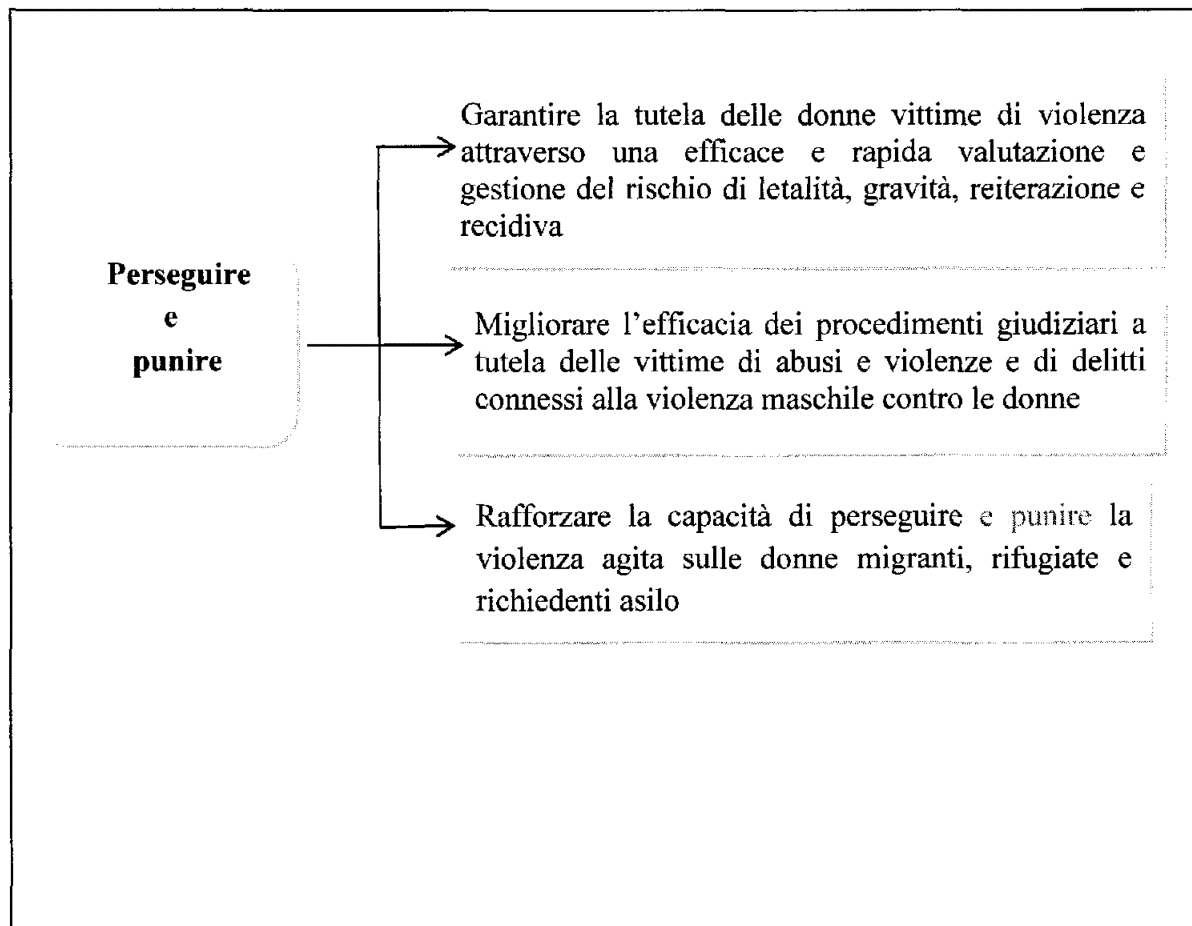 Perseguire
e
punire
Garantire la tutela delle donne vittime di violenza
attraverso una efficace e rapida valutazione e
gestione del rischio di letalità, gravità, reiterazione e
recidiva
Migliorare l'efficacia dei procedimenti giudiziari a
tutela delle vittime di abusi e violenze e di delitti
connessi alla violenza maschile contro le donne
Rafforzare la capacità di perseguire e punire la
violenza agita sulle donne migranti, rifugiate e
richiedenti asilo